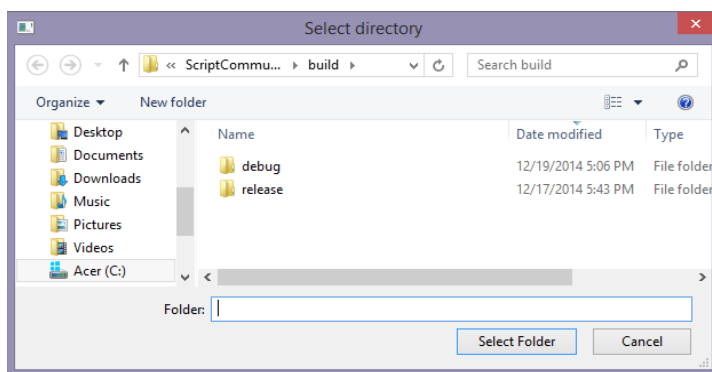 Select directory
« ScriptCommu... build Search build
Organize New folder
Name Date modified Type
Desktop
Documents
Downloads
Music
Pictures
Videos
Acer (C:)
debug 12/19/2014 5:06 PM File folder
release 12/17/2014 5:43 PM File folder
Folder:
Select Folder Cancel